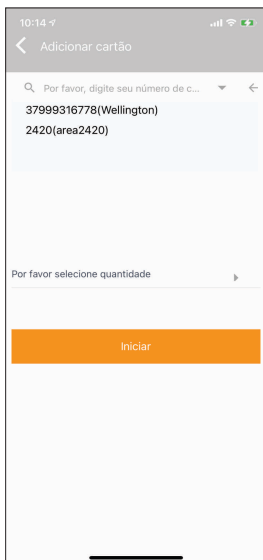 10:14
Adicionar cartão
Por favor, digite seu número de c...
37999316778(Wellington)
2420(area2420)
Por favor selecione quantidade
Iniciar